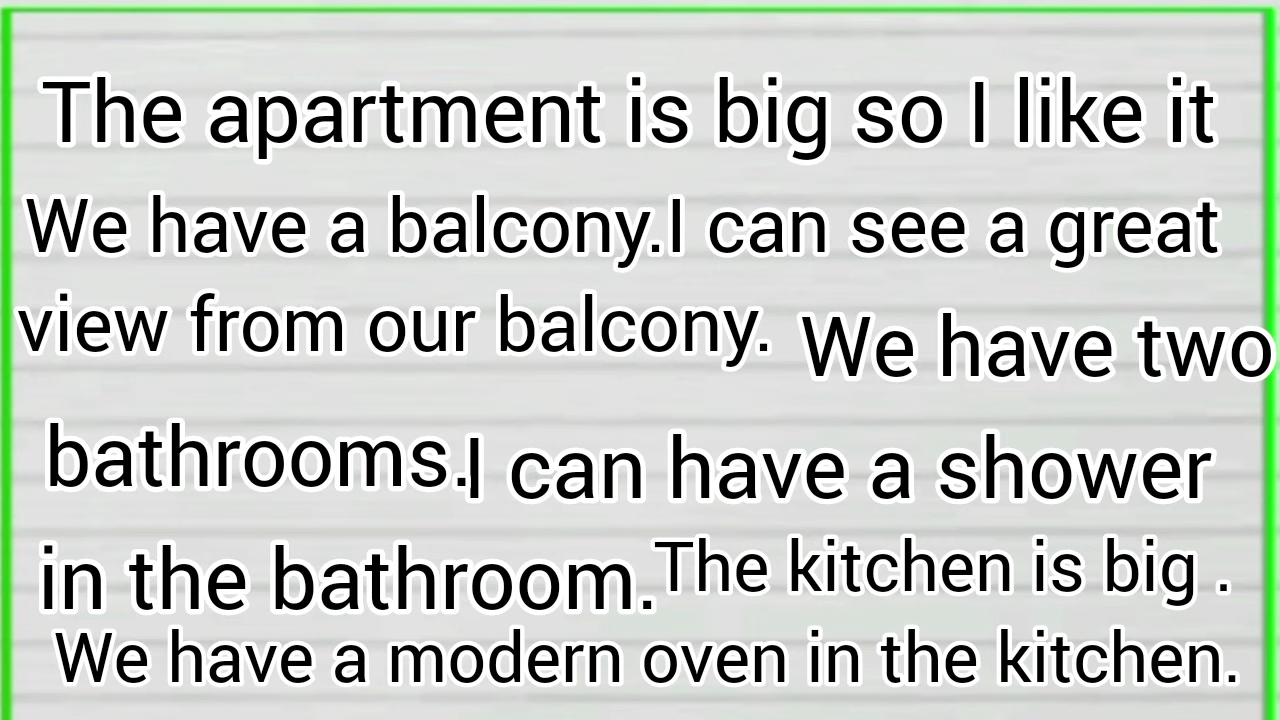 The apartment is big so I like it
We have a balcony.I can see a great
view from our balcony. We have two
bathrooms.I can have a shower
in the bathroom.The kitchen is big .
We have a modern oven in the kitchen.